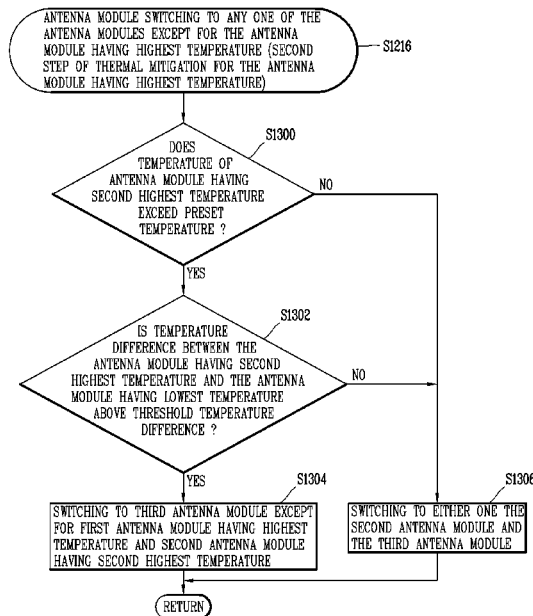 ANTENNA MODULE SWITCHING TO ANY ONE OF THE
ANTENNA MODULES EXCEPT FOR THE ANTENNA
MODULE HAVING HIGHEST TEMPERATURE (SECOND
STEP OF THERMAL MITIGATION FOR THE ANTENNA
MODULE HAVING HIGHEST TEMPERATURE)
S1216
S1300
DOES
TEMPERATURE OF
ANTENNA MODULE HAVING
SECOND HIGHEST TEMPERATURE
EXCEED PRESET
TEMPERATURE ?
NO
YES
S1302
IS TEMPERATURE
DIFFERENCE BETWEEN THE
ANTENNA MODULE HAVING SECOND
HIGHEST TEMPERATURE AND THE ANTENNA
MODULE HAVING LOWEST TEMPERATURE
ABOVE THRESHOLD TEMPERATURE
DIFFERENCE ?
NO
YES
S1304
SWITCHING TO THIRD ANTENNA MODULE EXCEPT
FOR FIRST ANTENNA MODULE HAVING HIGHEST
TEMPERATURE AND SECOND ANTENNA MODULE
HAVING SECOND HIGHEST TEMPERATURE
S1306
SWITCHING TO EITHER ONE THE
SECOND ANTENNA MODULE AND
THE THIRD ANTENNA MODULE
RETURN